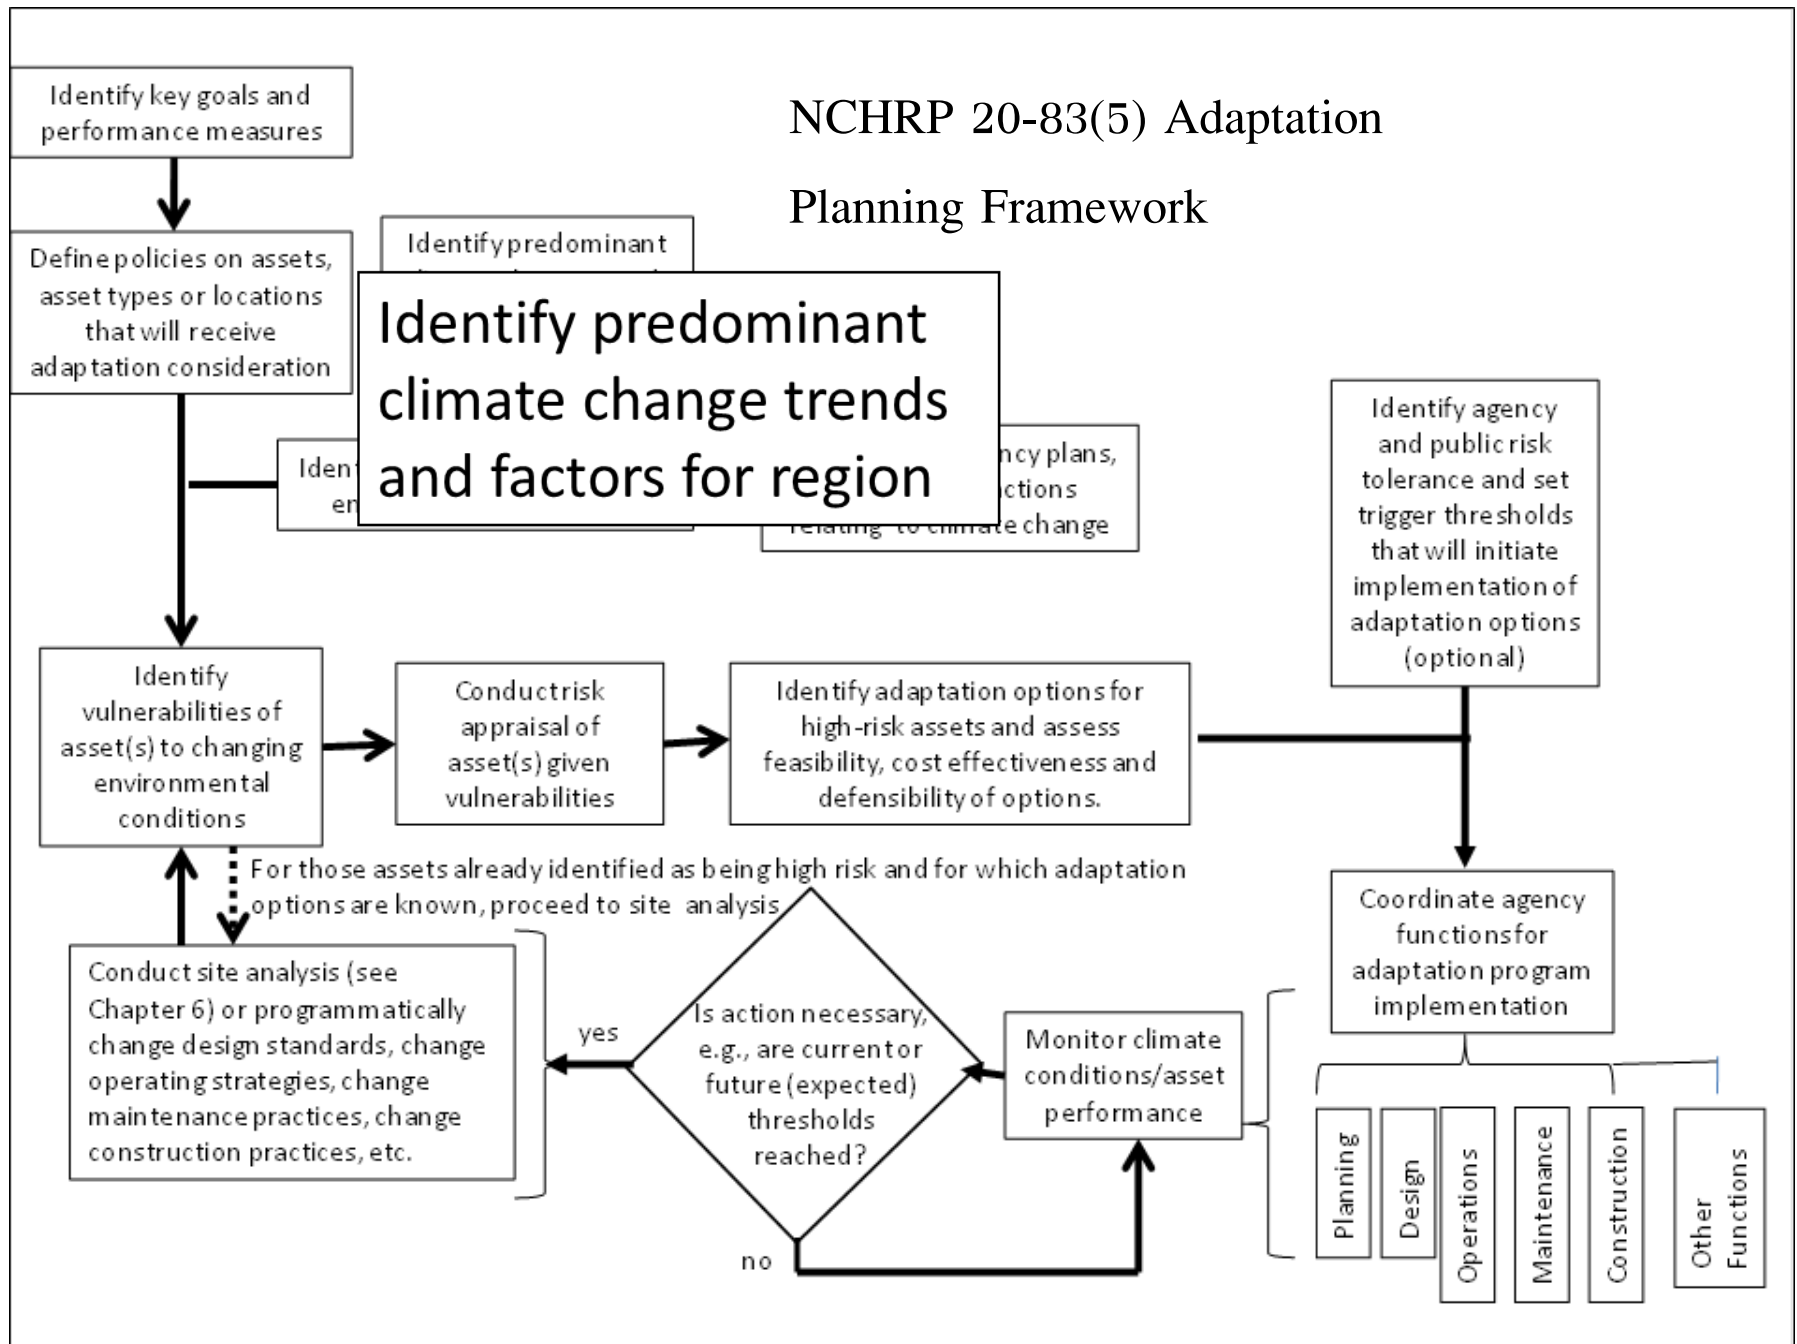 NCHRP 20-83(5) Adaptation
Planning Framework
Identify key goals and
performance measures
Define policies on assets,
asset types or locations
that will receive
adaptation consideration
Identify predominant
Identify predominant
climate change trends
and factors for region
relating to climate change
Identify agency
and public risk
tolerance and set
trigger thresholds
that will initiate
implementation of
adaptation options
(optional)
Identify
vulnerabilities of
asset(s) to changing
environmental
conditions
Conduct risk
appraisal of
asset(s) given
vulnerabilities
Identify adaptation options for
high-risk assets and assess
feasibility, cost effectiveness and
defensibility of options.
For those assets already identified as being high risk and for which adaptation
options are known, proceed to site analysis
Coordinate agency
functions for
adaptation program
implementation
Conduct site analysis (see
Chapter 6) or programmatically
change design standards, change
operating strategies, change
maintenance practices, change
construction practices, etc.
yes
Is action necessary,
e.g., are current or
future (expected)
thresholds
reached?
no
Monitor climate
conditions/asset
performance
Planning
Design
Operations
Maintenance
Construction
Other
Functions